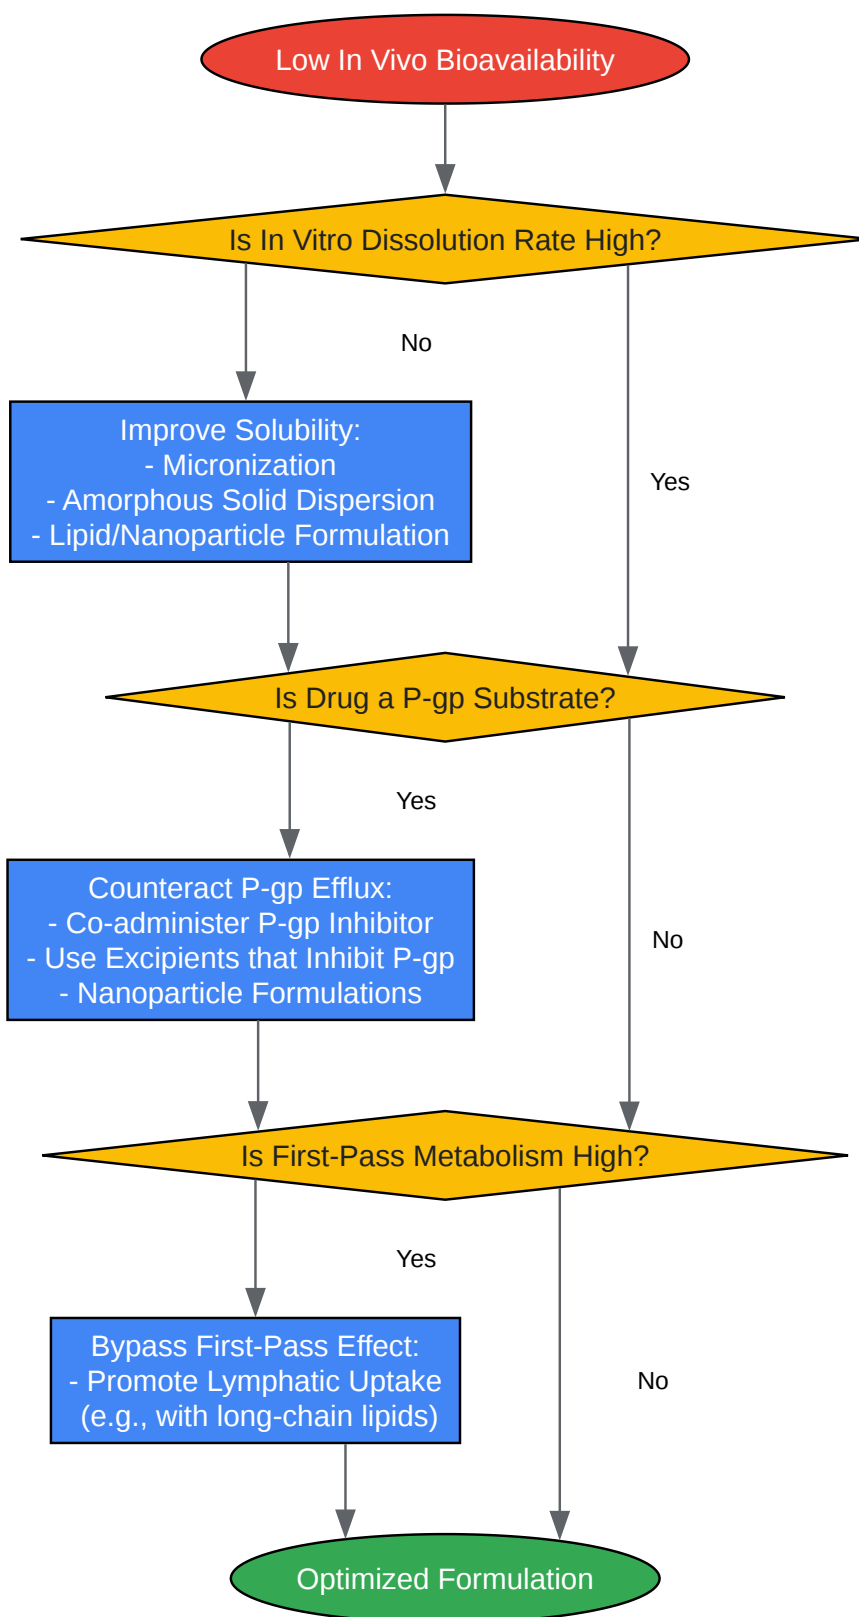 Low In Vivo Bioavailability
Is In Vitro Dissolution Rate High?
No
Improve Solubility:
- Micronization
- Amorphous Solid Dispersion
- Lipid/Nanoparticle Formulation
Yes
Is Drug a P-gp Substrate?
Yes
Counteract P-gp Efflux:
- Co-administer P-gp Inhibitor
- Use Excipients that Inhibit P-gp
- Nanoparticle Formulations
No
Is First-Pass Metabolism High?
Yes
Bypass First-Pass Effect:
- Promote Lymphatic Uptake
(e.g., with long-chain lipids)
No
Optimized Formulation